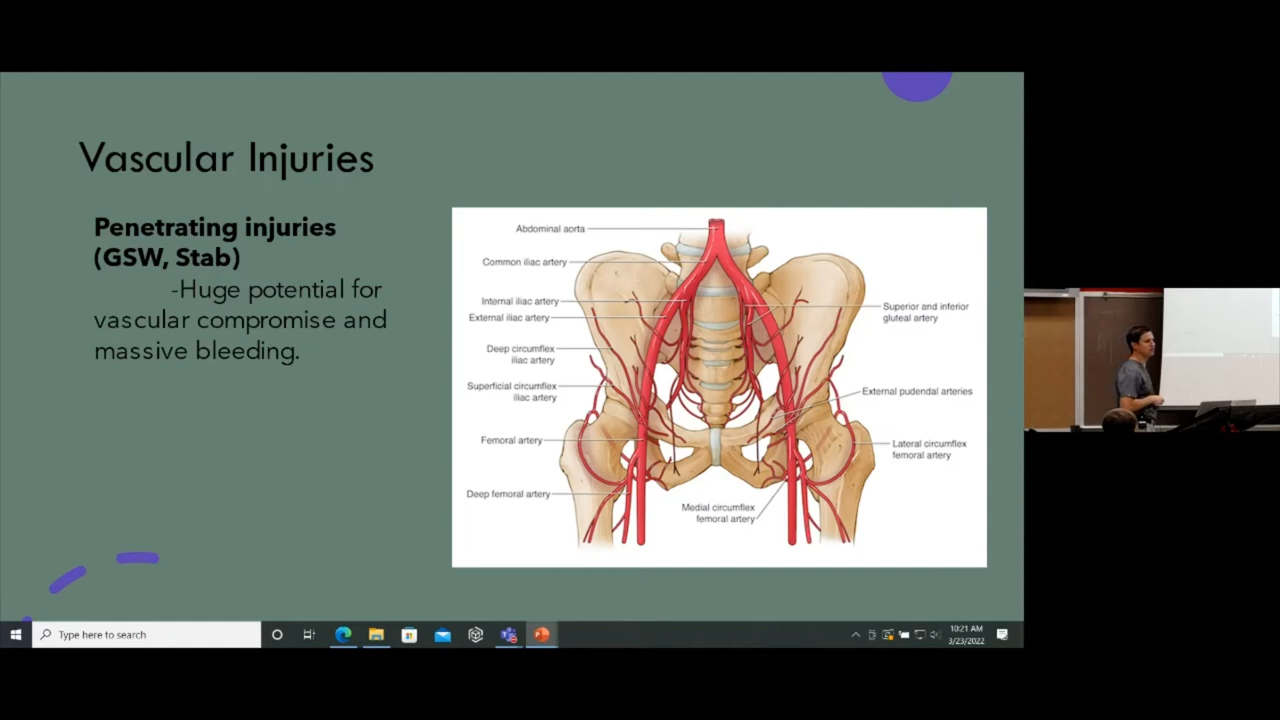 Vascular Injuries
Penetrating injuries
(GSW, Stab)
-Huge potential for
vascular compromise and
massive bleeding.
Abdominal aorta
Common iliac artery
Internal iliac artery
External iliac artery
Deep circumflex
iliac artery
Superficial circumflex
iliac artery
Femoral artery
Deep femoral artery
Superior and inferior
gluteal artery
External pudendal arteries
Lateral circumflex
femoral artery
Medial circumflex
femoral artery
Type here to search
10:21 AM
3/23/2022